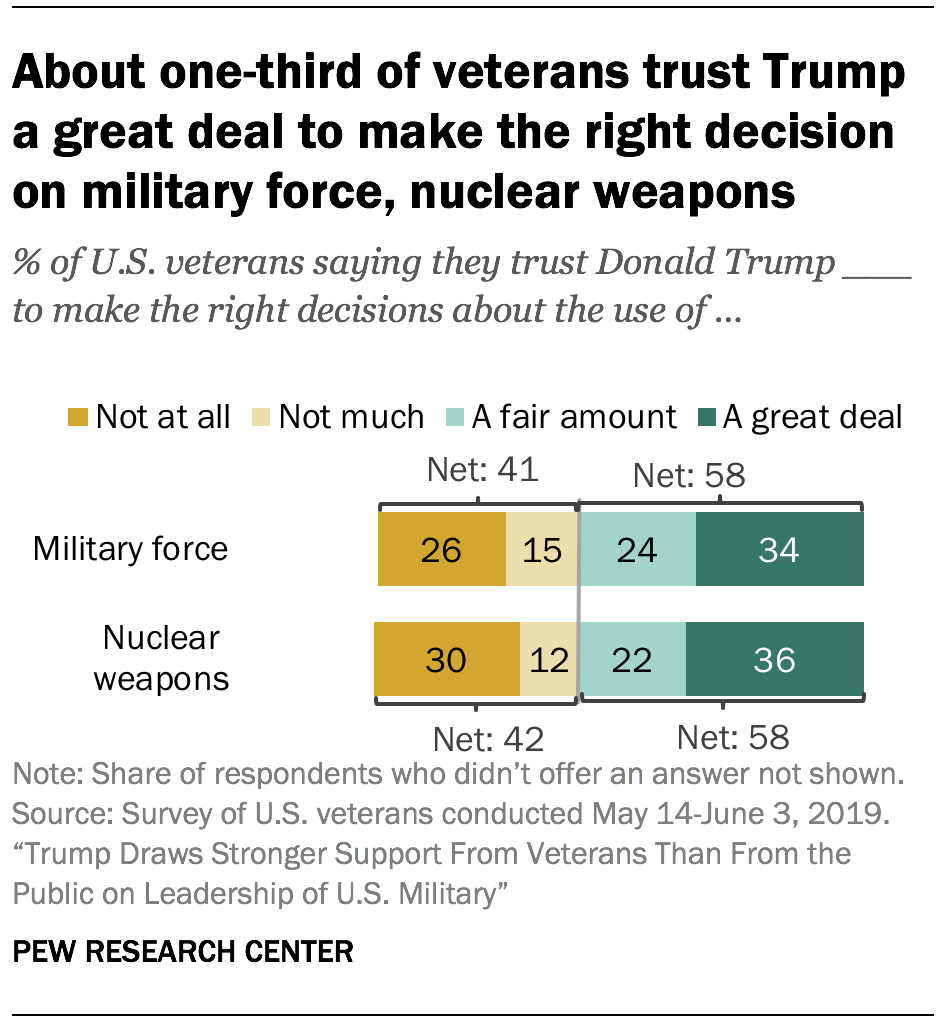 About one-third of veterans trust Trump
a great deal to make the right decision
on military force, nuclear weapons
% of U.S. veterans saying they trust Donald Trump ____
to make the right decisions about the use of ...
Not at all Not much A fair amount A great deal
Net: 41 Net: 58
Military force 26 15 24 34
Nuclear
weapons 30 12 22 36
Net: 42 Net: 58
Note: Share of respondents who didn’t offer an answer not shown.
Source: Survey of U.S. veterans conducted May 14-June 3, 2019.
“Trump Draws Stronger Support From Veterans Than From the
Public on Leadership of U.S. Military”
PEW RESEARCH CENTER